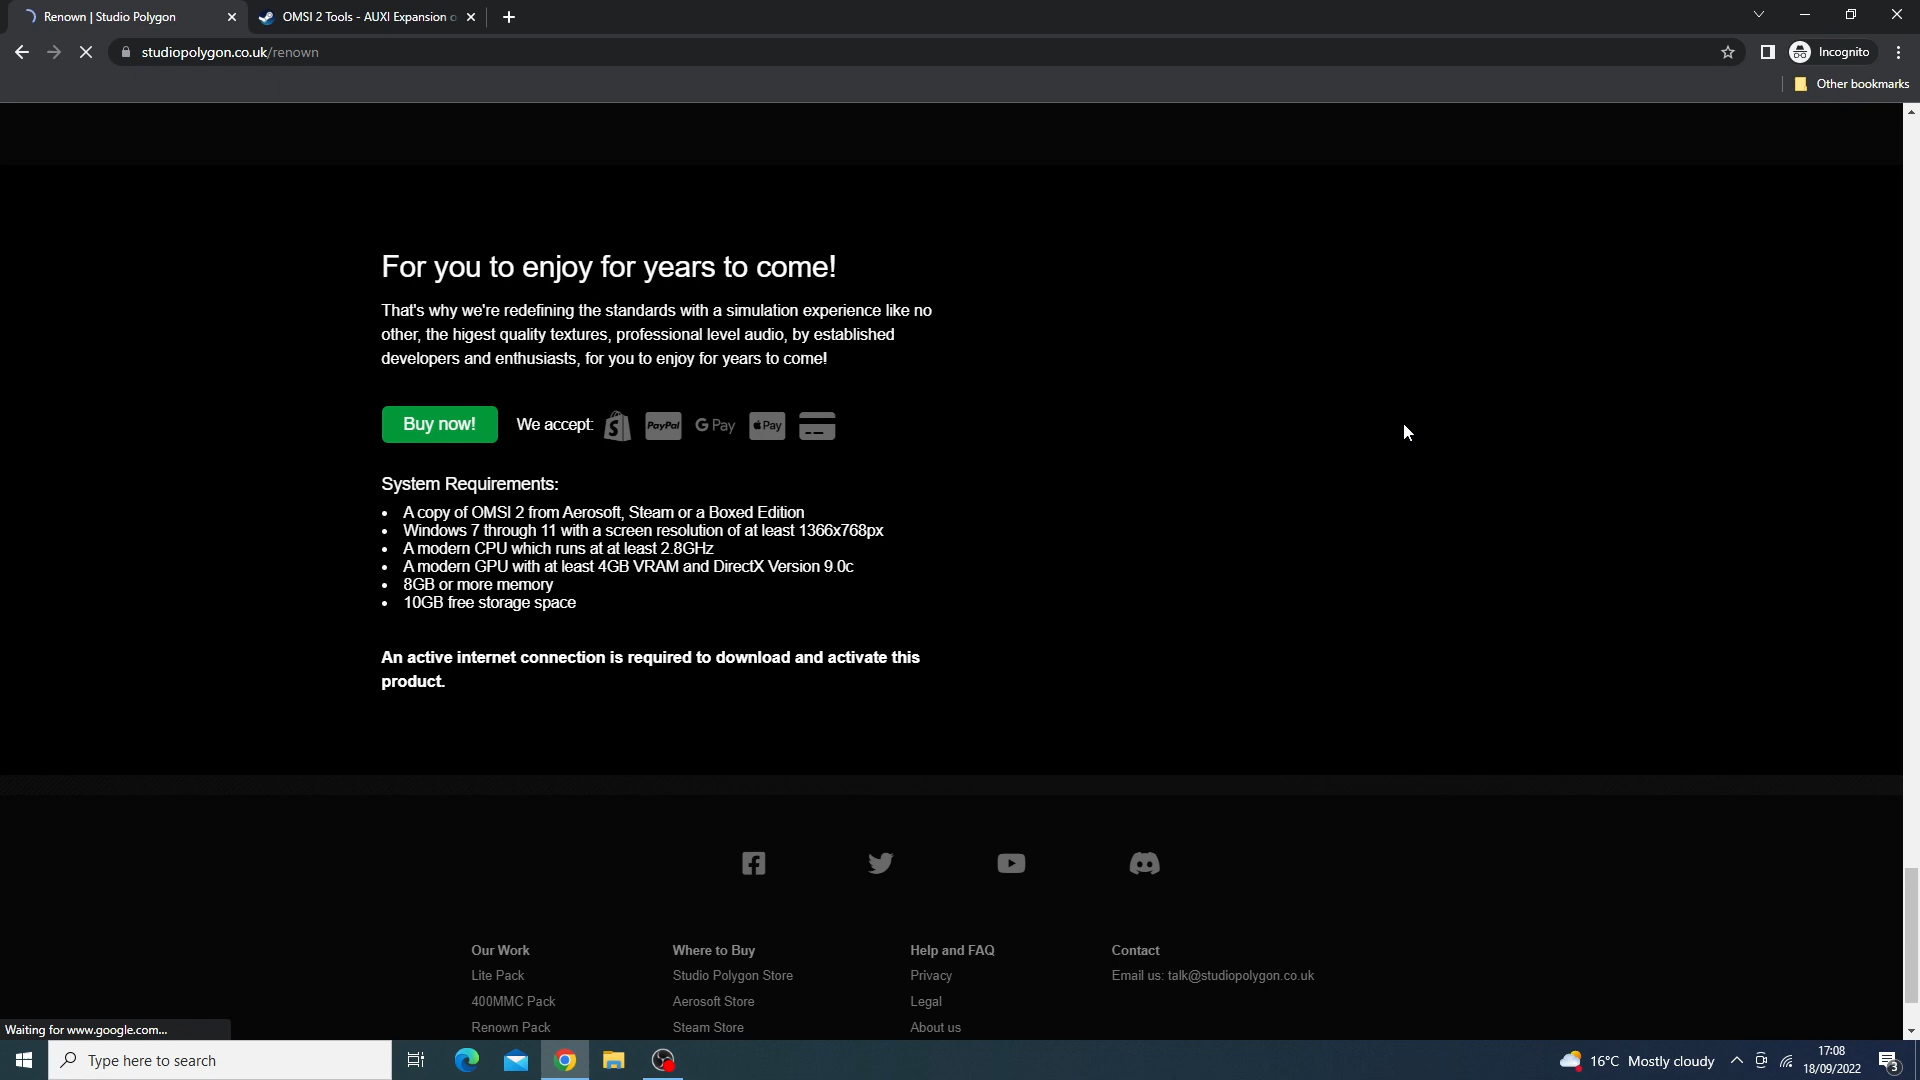 Renown | Studio Polygon
OMSI 2 Tools - AUXI Expansion o
studiopolygon.co.uk/renown
Incognito
Other bookmarks
For you to enjoy for years to come!
That's why we're redefining the standards with a simulation experience like no
other, the higest quality textures, professional level audio, by established
developers and enthusiasts, for you to enjoy for years to come!
Buy now!
We accept:
PayPal
G Pay
Pay
System Requirements:
• A copy of OMSI 2 from Aerosoft, Steam or a Boxed Edition
• Windows 7 through 11 with a screen resolution of at least 1366x768px
• A modern CPU which runs at at least 2.8GHz
• A modern GPU with at least 4GB VRAM and DirectX Version 9.0c
• 8GB or more memory
• 10GB free storage space
An active internet connection is required to download and activate this
product.
Our Work
Lite Pack
400MMC Pack
Renown Pack
Where to Buy
Studio Polygon Store
Aerosoft Store
Steam Store
Help and FAQ
Privacy
Legal
About us
Contact
Email us: talk@studiopolygon.co.uk
Waiting for www.google.com...
Type here to search
16°C Mostly cloudy
17:08
18/09/2022
3